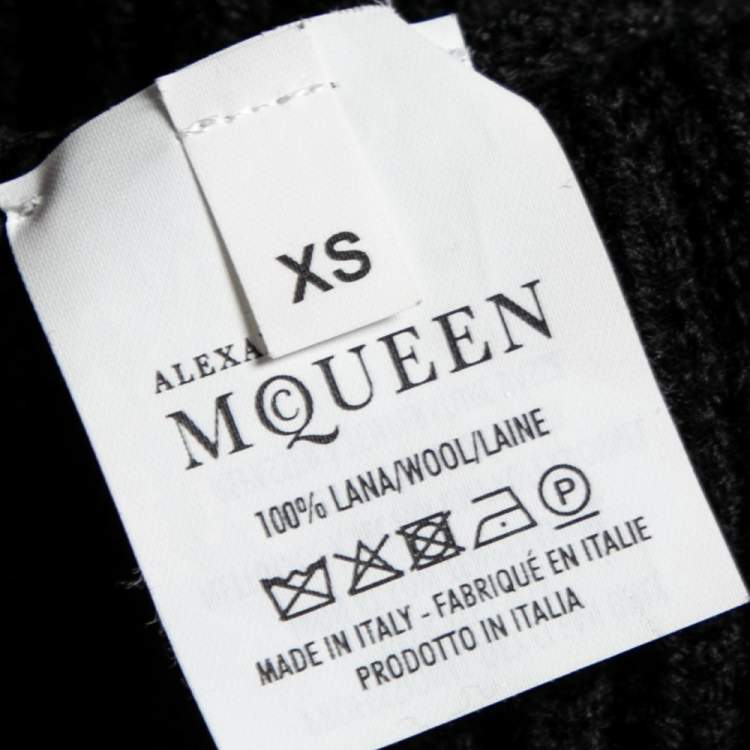 XS
ALEXA
McQUEEN
100% LANA/WOOL/LAINE
P
MADE IN ITALY - FABRIQUÉ EN ITALIE
PRODOTTO IN ITALIA